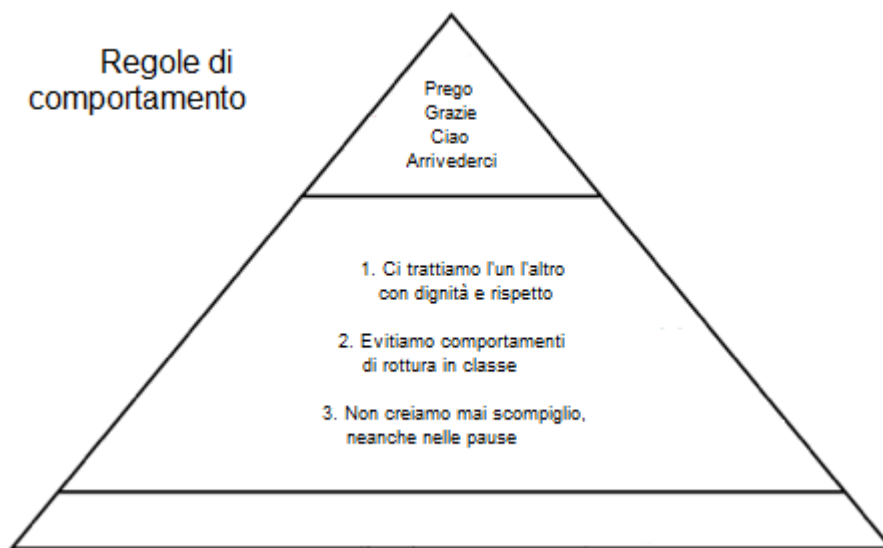 Regole di
comportamento
Prego
Grazie
Ciao
Arrivederci
1. Ci trattiamo l'un l'altro
con dignità e rispetto
2. Evitiamo comportamenti
di rottura in classe
3. Non creiamo mai scompiglio,
neanche nelle pause